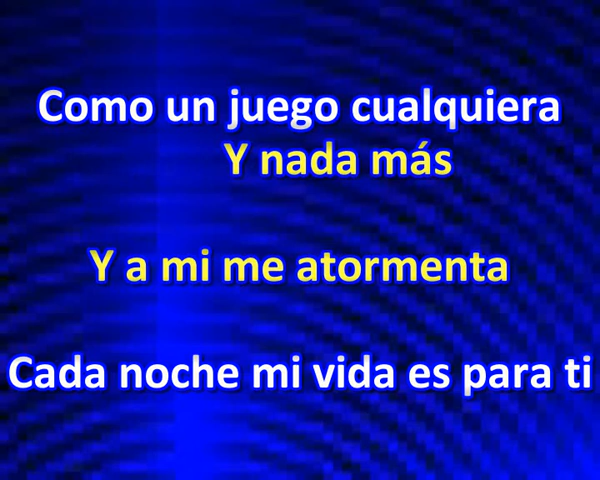 Como un juego cualquiera
Y nada más
Y a mi me atormenta
Cada noche mi vida es para ti